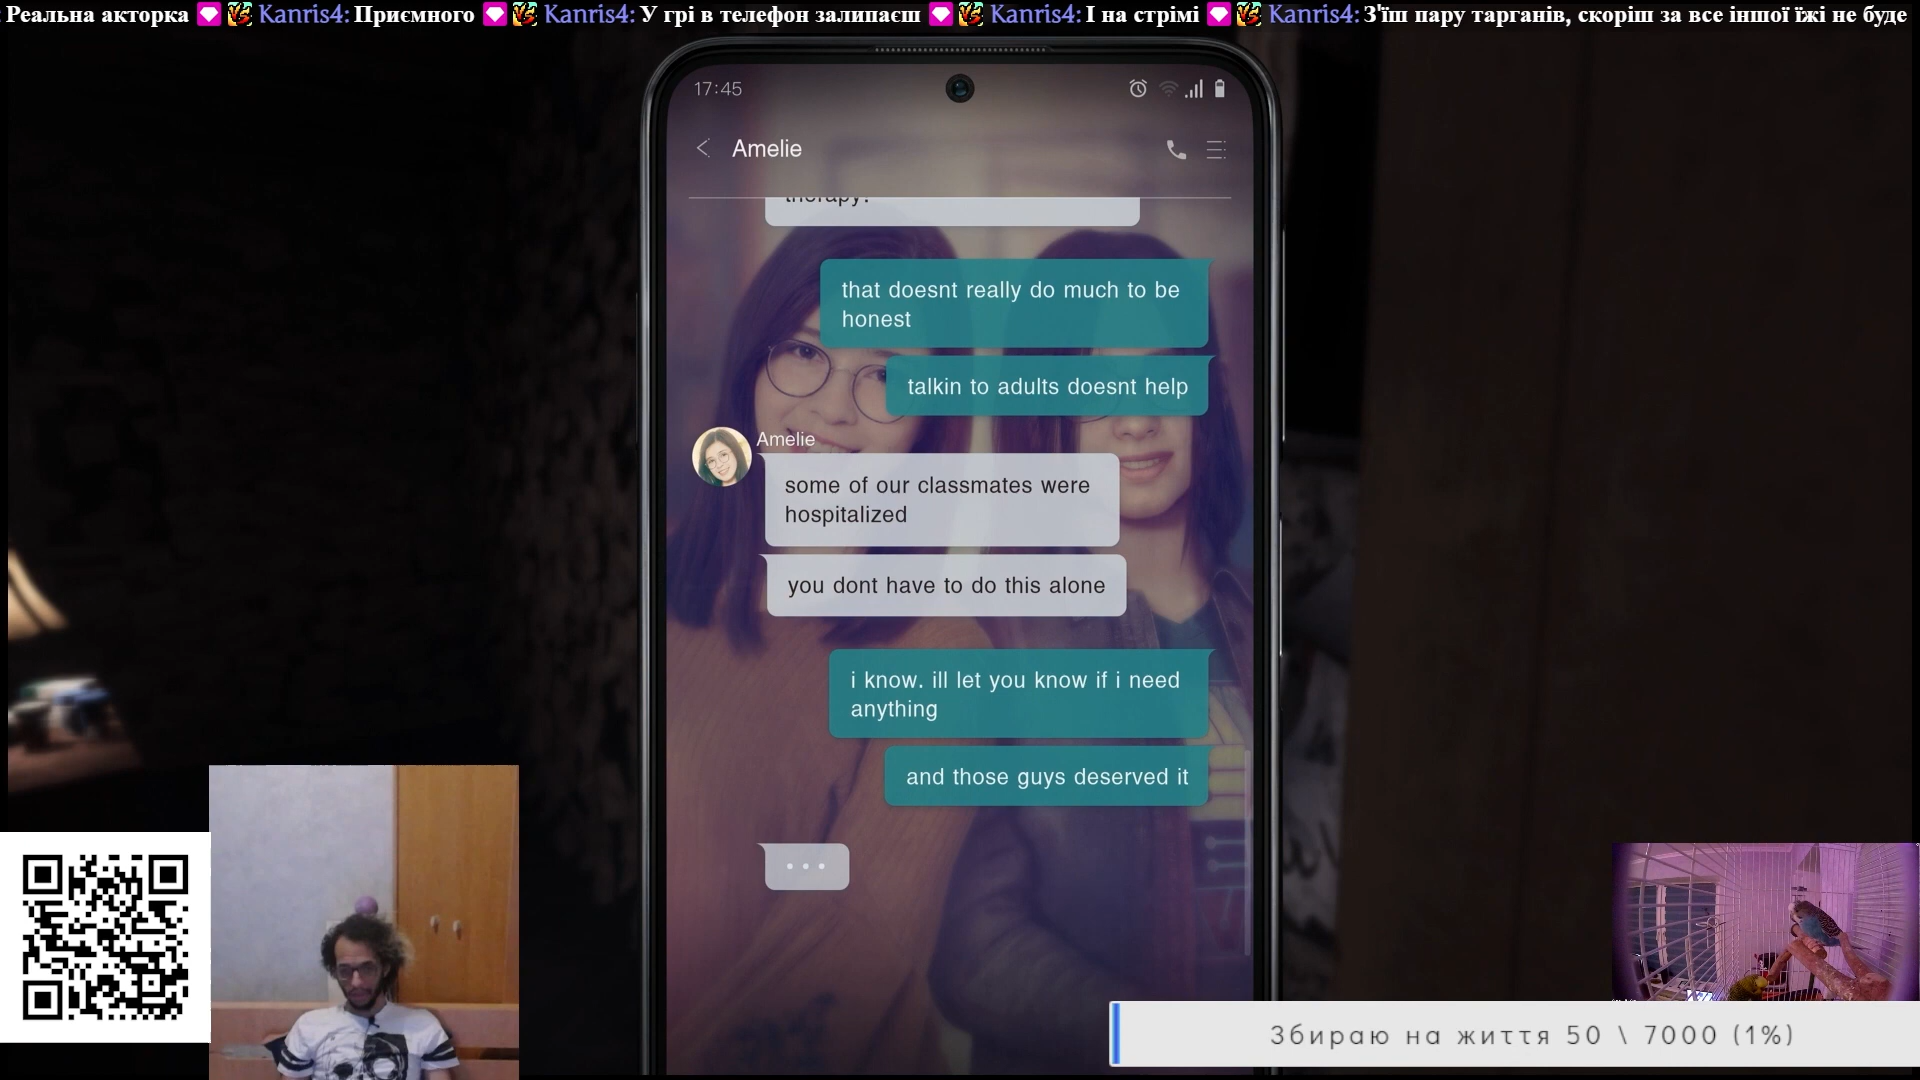 Реальна акторка Kanris4: Приємного Kanris4: У грі в телефон залипаєш Kanris4: І на стрімі Kanris4: З'їш пару тарганів, скоріш за все іншої їжі не буде
17:45
Amelie
therapy?
that doesnt really do much to be
honest
talkin to adults doesnt help
Amelie
some of our classmates were
hospitalized
you dont have to do this alone
i know. ill let you know if i need
anything
and those guys deserved it
Збираю на життя 50 \ 7000 (1%)